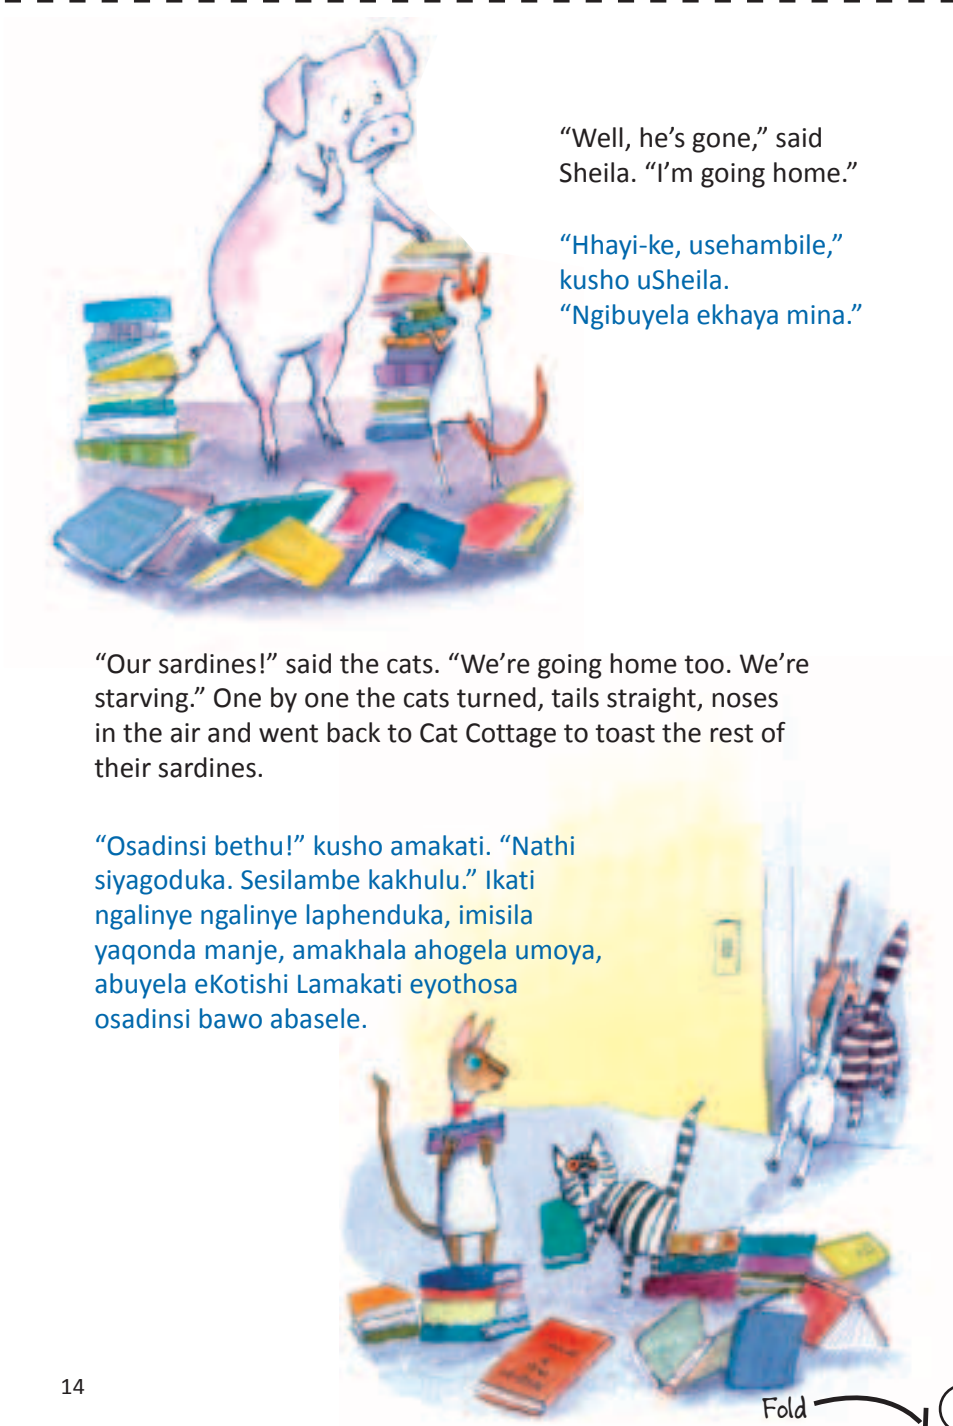 “Well, he’s gone,” said
Sheila. “I’m going home.”
“Hhayi-ke, usehambile,”
kusho uSheila.
“Ngibuyela ekhaya mina.”
“Our sardines!” said the cats. “We’re going home too. We’re
starving.” One by one the cats turned, tails straight, noses
in the air and went back to Cat Cottage to toast the rest of
their sardines.
“Osadinsi bethu!” kusho amakati. “Nathi
siyagoduka. Sesilambe kakhulu.” Ikati
ngalinye ngalinye laphenduka, imisila
yaqonda manje, amakhala ahogela umoya,
abuyela eKotishi Lamakati eyothosa
osadinsi bawo abasele.
14
Fold